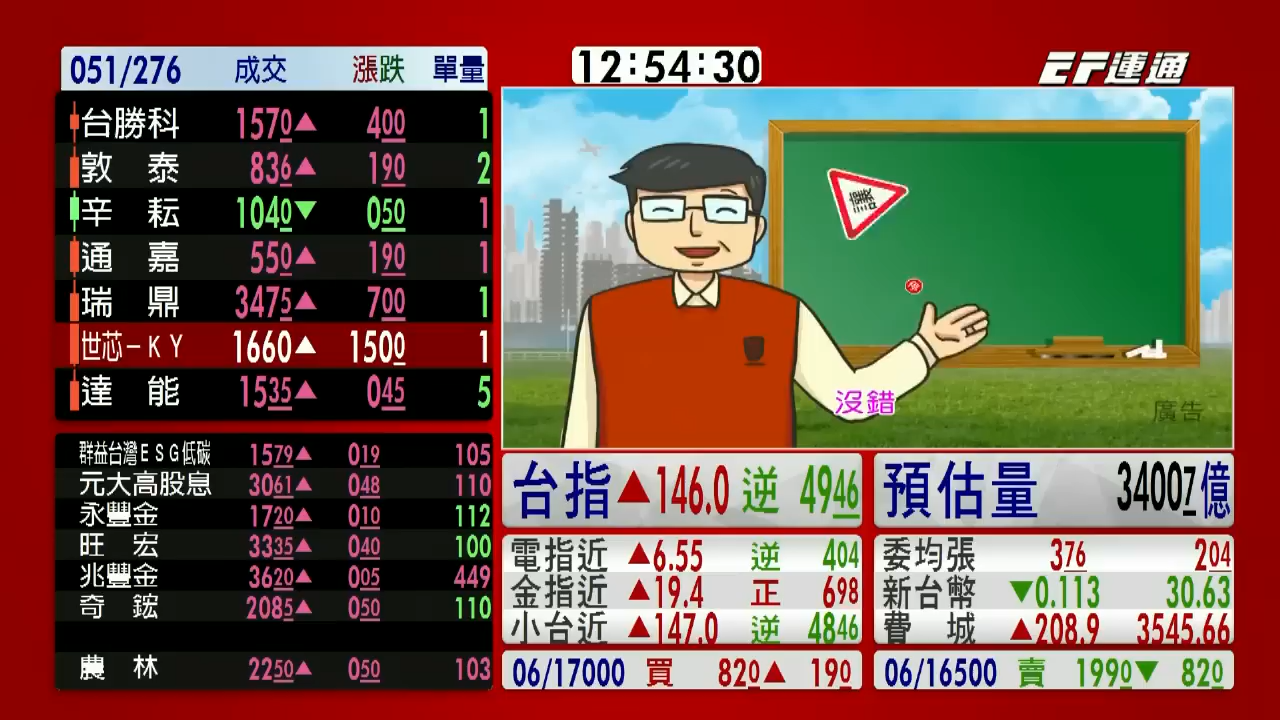 051/276 成交 漲跌 單量
台勝科 1570▲ 400 1
敦泰 836▲ 190 2
辛耘 1040▼ 050 1
通嘉 550▲ 190 1
瑞鼎 3475▲ 700 1
世芯-KY 1660▲ 1500 1
達能 1535▲ 045 5
群益台灣ESG低碳 1579▲ 019 105
元大高股息 3061▲ 048 110
永豐金 1720▲ 010 112
旺宏 3335▲ 040 100
兆豐金 3620▲ 005 449
奇鋐 2085▲ 050 110
農林 2250▲ 050 103
12:54:30
EF運通
讓
沒錯
廣告
台指 ▲146.0 逆 4946
預估量 34007億
電指近 ▲6.55 逆 404
金指近 ▲19.4 正 698
小台近 ▲147.0 逆 4846
委均張 376 204
新台幣 ▼0.113 30.63
費城 ▲208.9 3545.66
06/17000 買 820▲ 190
06/16500 賣 1990▼ 820